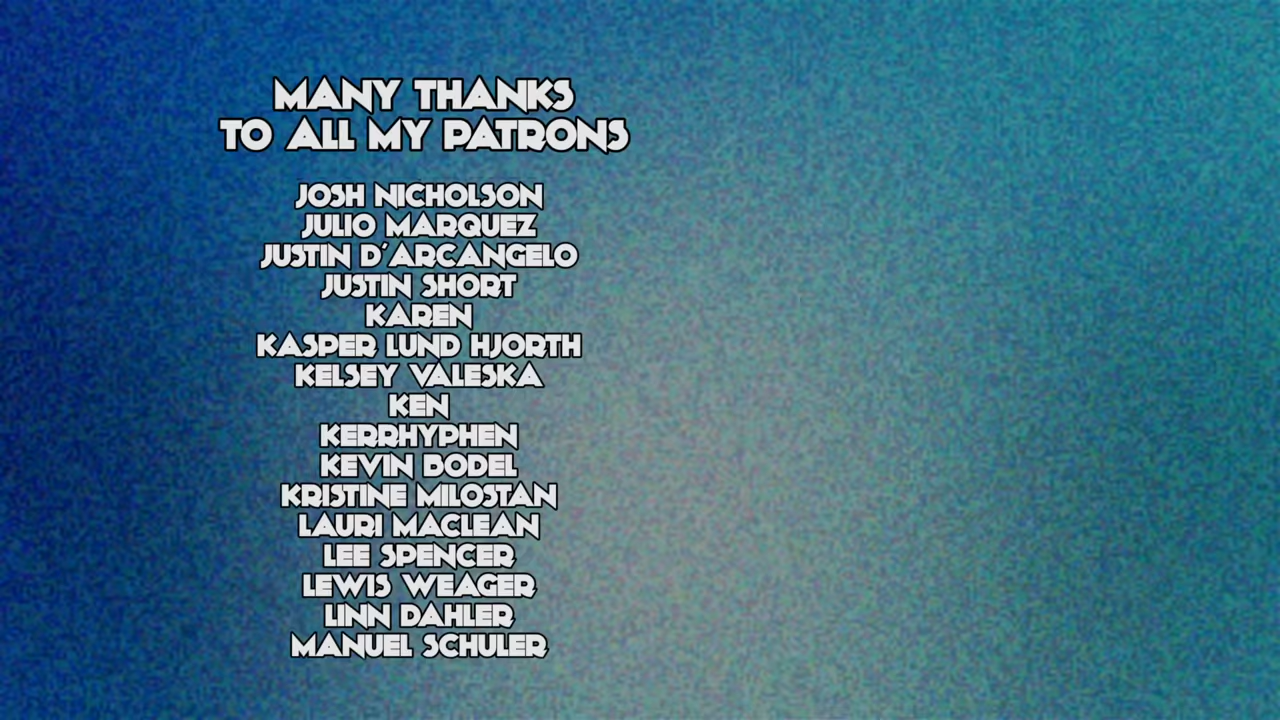 MANY THANKS
TO ALL MY PATRONS
JOSH NICHOLSON
JULIO MARQUEZ
JUSTIN D'ARCANGELO
JUSTIN SHORT
KAREN
KASPER LUND HJORTH
KELSEY VALESKA
KEN
KERRHYPHEN
KEVIN BODEL
KRISTINE MILOSTAN
LAURI MACLEAN
LEE SPENCER
LEWIS WEAGER
LINN DAHLER
MANUEL SCHULER